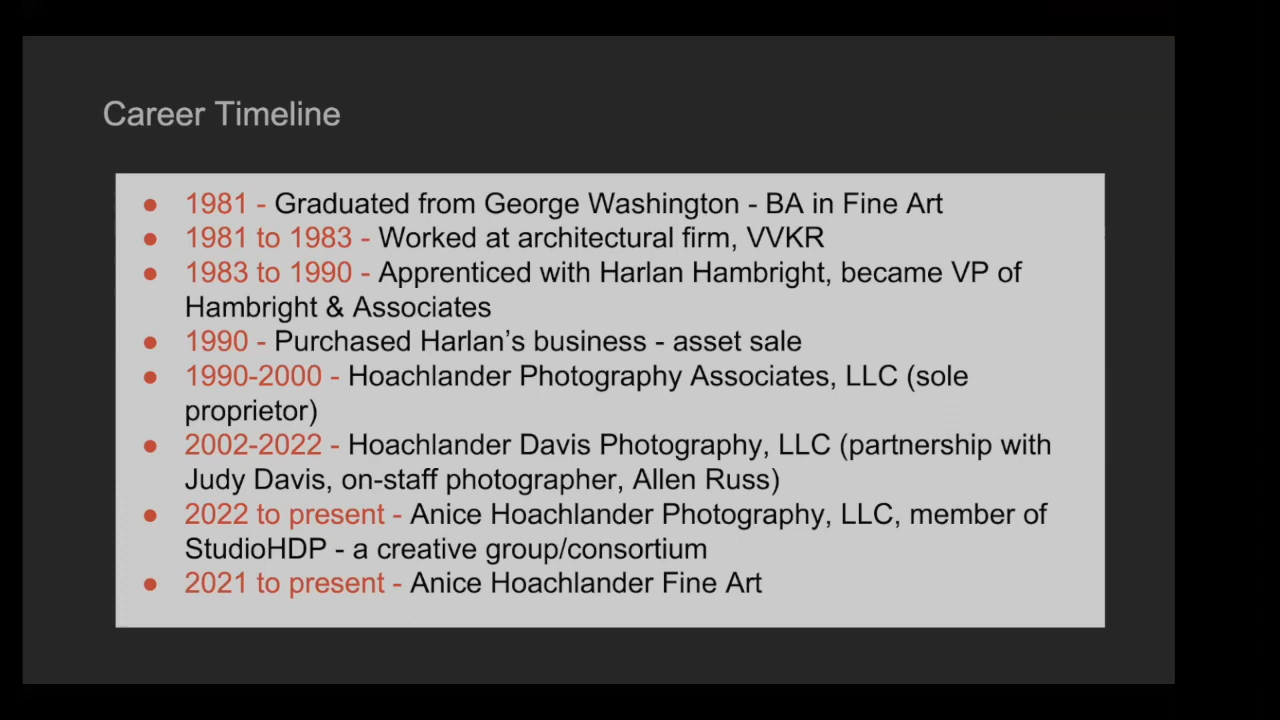 Career Timeline
● 1981 - Graduated from George Washington - BA in Fine Art
● 1981 to 1983 - Worked at architectural firm, VVKR
● 1983 to 1990 - Apprenticed with Harlan Hambright, became VP of
Hambright & Associates
● 1990 - Purchased Harlan’s business - asset sale
● 1990-2000 - Hoachlander Photography Associates, LLC (sole
proprietor)
● 2002-2022 - Hoachlander Davis Photography, LLC (partnership with
Judy Davis, on-staff photographer, Allen Russ)
● 2022 to present - Anice Hoachlander Photography, LLC, member of
StudioHDP - a creative group/consortium
● 2021 to present - Anice Hoachlander Fine Art